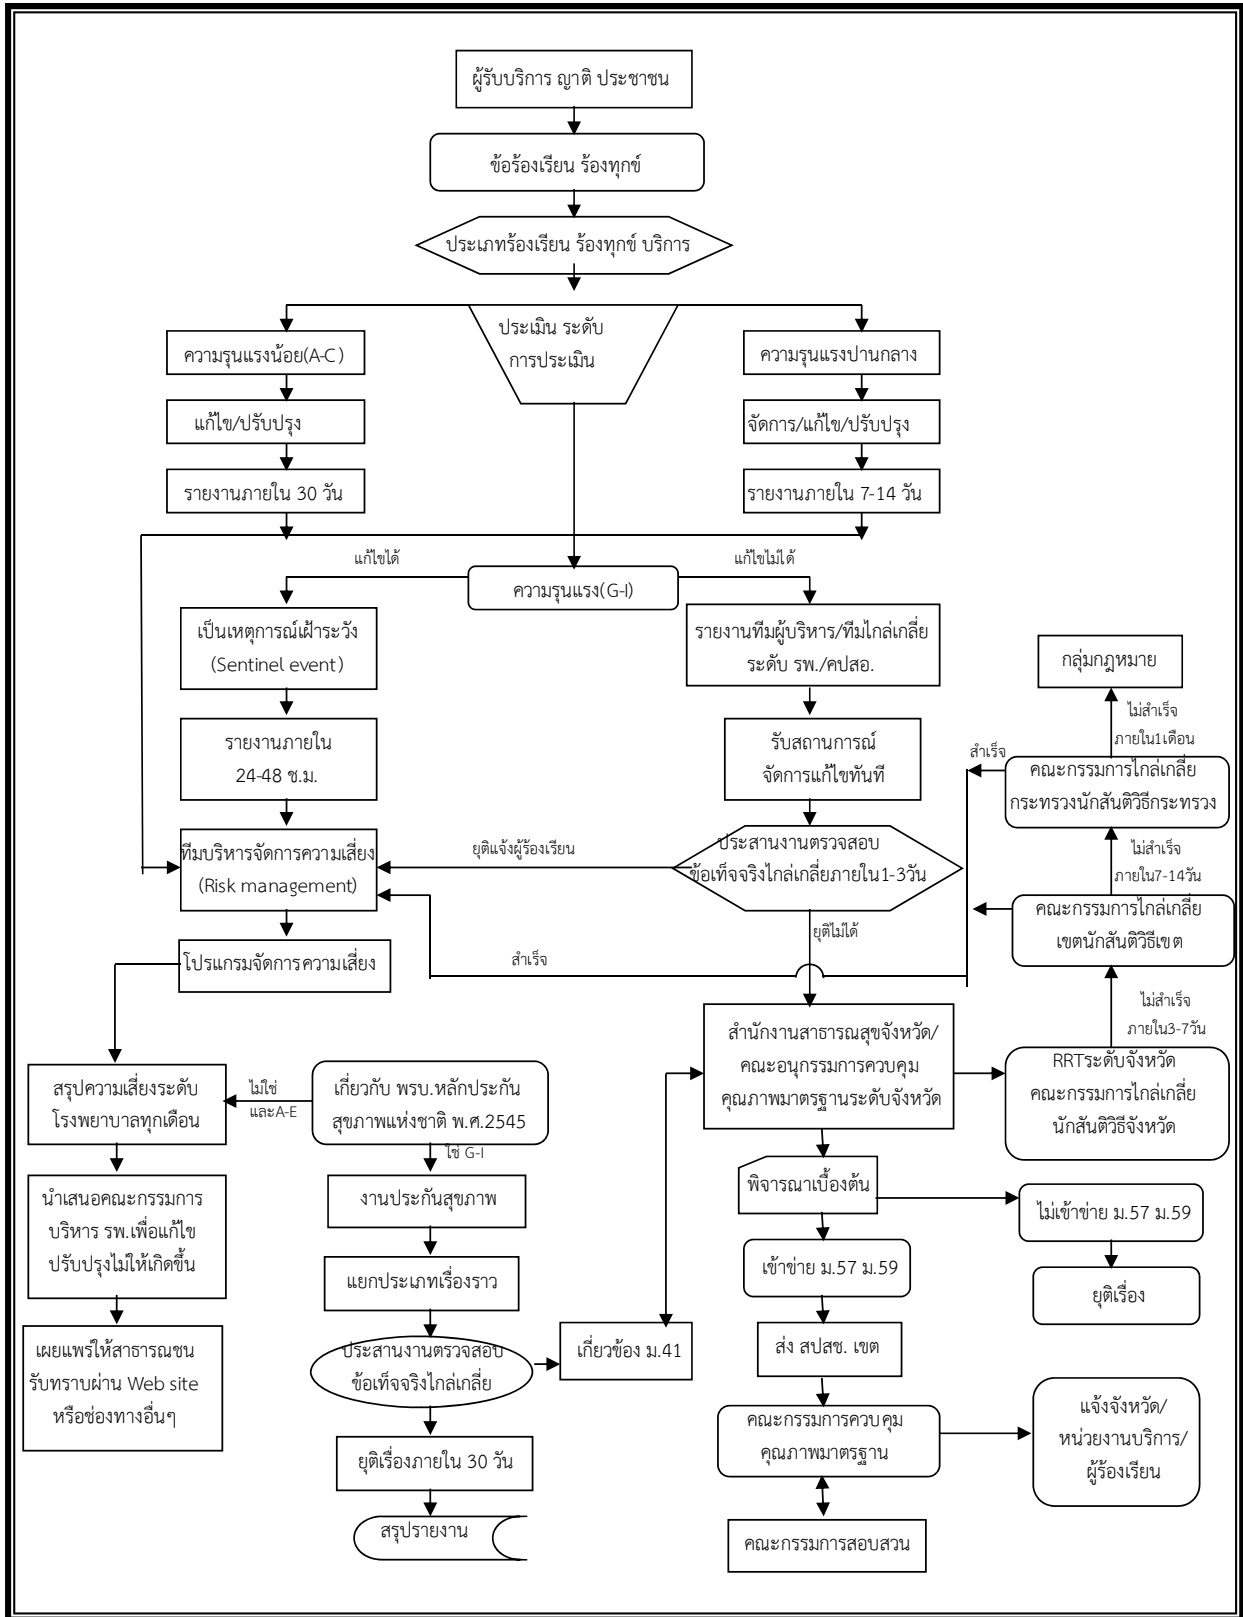 ผู้รับบริการ ญาติ ประชาชน
ข้อร้องเรียน ร้องทุกข์
ประเภทร้องเรียน ร้องทุกข์ บริการ
ประเมิน ระดับ
การประเมิน
ความรุนแรงน้อย(A-C)
แก้ไข/ปรับปรุง
รายงานภายใน 30 วัน
ความรุนแรงปานกลาง
จัดการ/แก้ไข/ปรับปรุง
รายงานภายใน 7-14 วัน
แก้ไขได้
ความรุนแรง(G-I)
แก้ไขไม่ได้
เป็นเหตุการณ์เฝ้าระวัง
(Sentinel event)
รายงานภายใน
24-48 ช.ม.
ทีมบริหารจัดการความเสี่ยง
(Risk management)
โปรแกรมจัดการความเสี่ยง
รายงานทีมผู้บริหาร/ทีมไกล่เกลี่ย
ระดับ รพ./คปสอ.
รับสถานการณ์
จัดการแก้ไขทันที
ประสานงานตรวจสอบ
ข้อเท็จจริงไกล่เกลี่ยภายใน1-3วัน
ยุติแจ้งผู้ร้องเรียน
ยุติไม่ได้
สำเร็จ
กลุ่มกฎหมาย
ไม่สำเร็จ
ภายใน1เดือน
สำเร็จ
คณะกรรมการไกล่เกลี่ย
กระทรวงนักสันติวิธีกระทรวง
ไม่สำเร็จ
ภายใน7-14วัน
คณะกรรมการไกล่เกลี่ย
เขตนักสันติวิธีเขต
ไม่สำเร็จ
ภายใน3-7วัน
RRTระดับจังหวัด
คณะกรรมการไกล่เกลี่ย
นักสันติวิธีจังหวัด
สำนักงานสาธารณสุขจังหวัด/
คณะอนุกรรมการควบคุม
คุณภาพมาตรฐานระดับจังหวัด
พิจารณาเบื้องต้น
ไม่เข้าข่าย ม.57 ม.59
ยุติเรื่อง
เข้าข่าย ม.57 ม.59
ส่ง สปสช. เขต
คณะกรรมการควบคุม
คุณภาพมาตรฐาน
แจ้งจังหวัด/
หน่วยงานบริการ/
ผู้ร้องเรียน
คณะกรรมการสอบสวน
สรุปความเสี่ยงระดับ
โรงพยาบาลทุกเดือน
ไม่ใช่
และA-E
เกี่ยวกับ พรบ.หลักประกัน
สุขภาพแห่งชาติ พ.ศ.2545
ใช่ G-I
นำเสนอคณะกรรมการ
บริหาร รพ.เพื่อแก้ไข
ปรับปรุงไม่ให้เกิดขึ้น
เผยแพร่ให้สาธารณชน
รับทราบผ่าน Web site
หรือช่องทางอื่นๆ
งานประกันสุขภาพ
แยกประเภทเรื่องราว
ประสานงานตรวจสอบ
ข้อเท็จจริงไกล่เกลี่ย
เกี่ยวข้อง ม.41
ยุติเรื่องภายใน 30 วัน
สรุปรายงาน